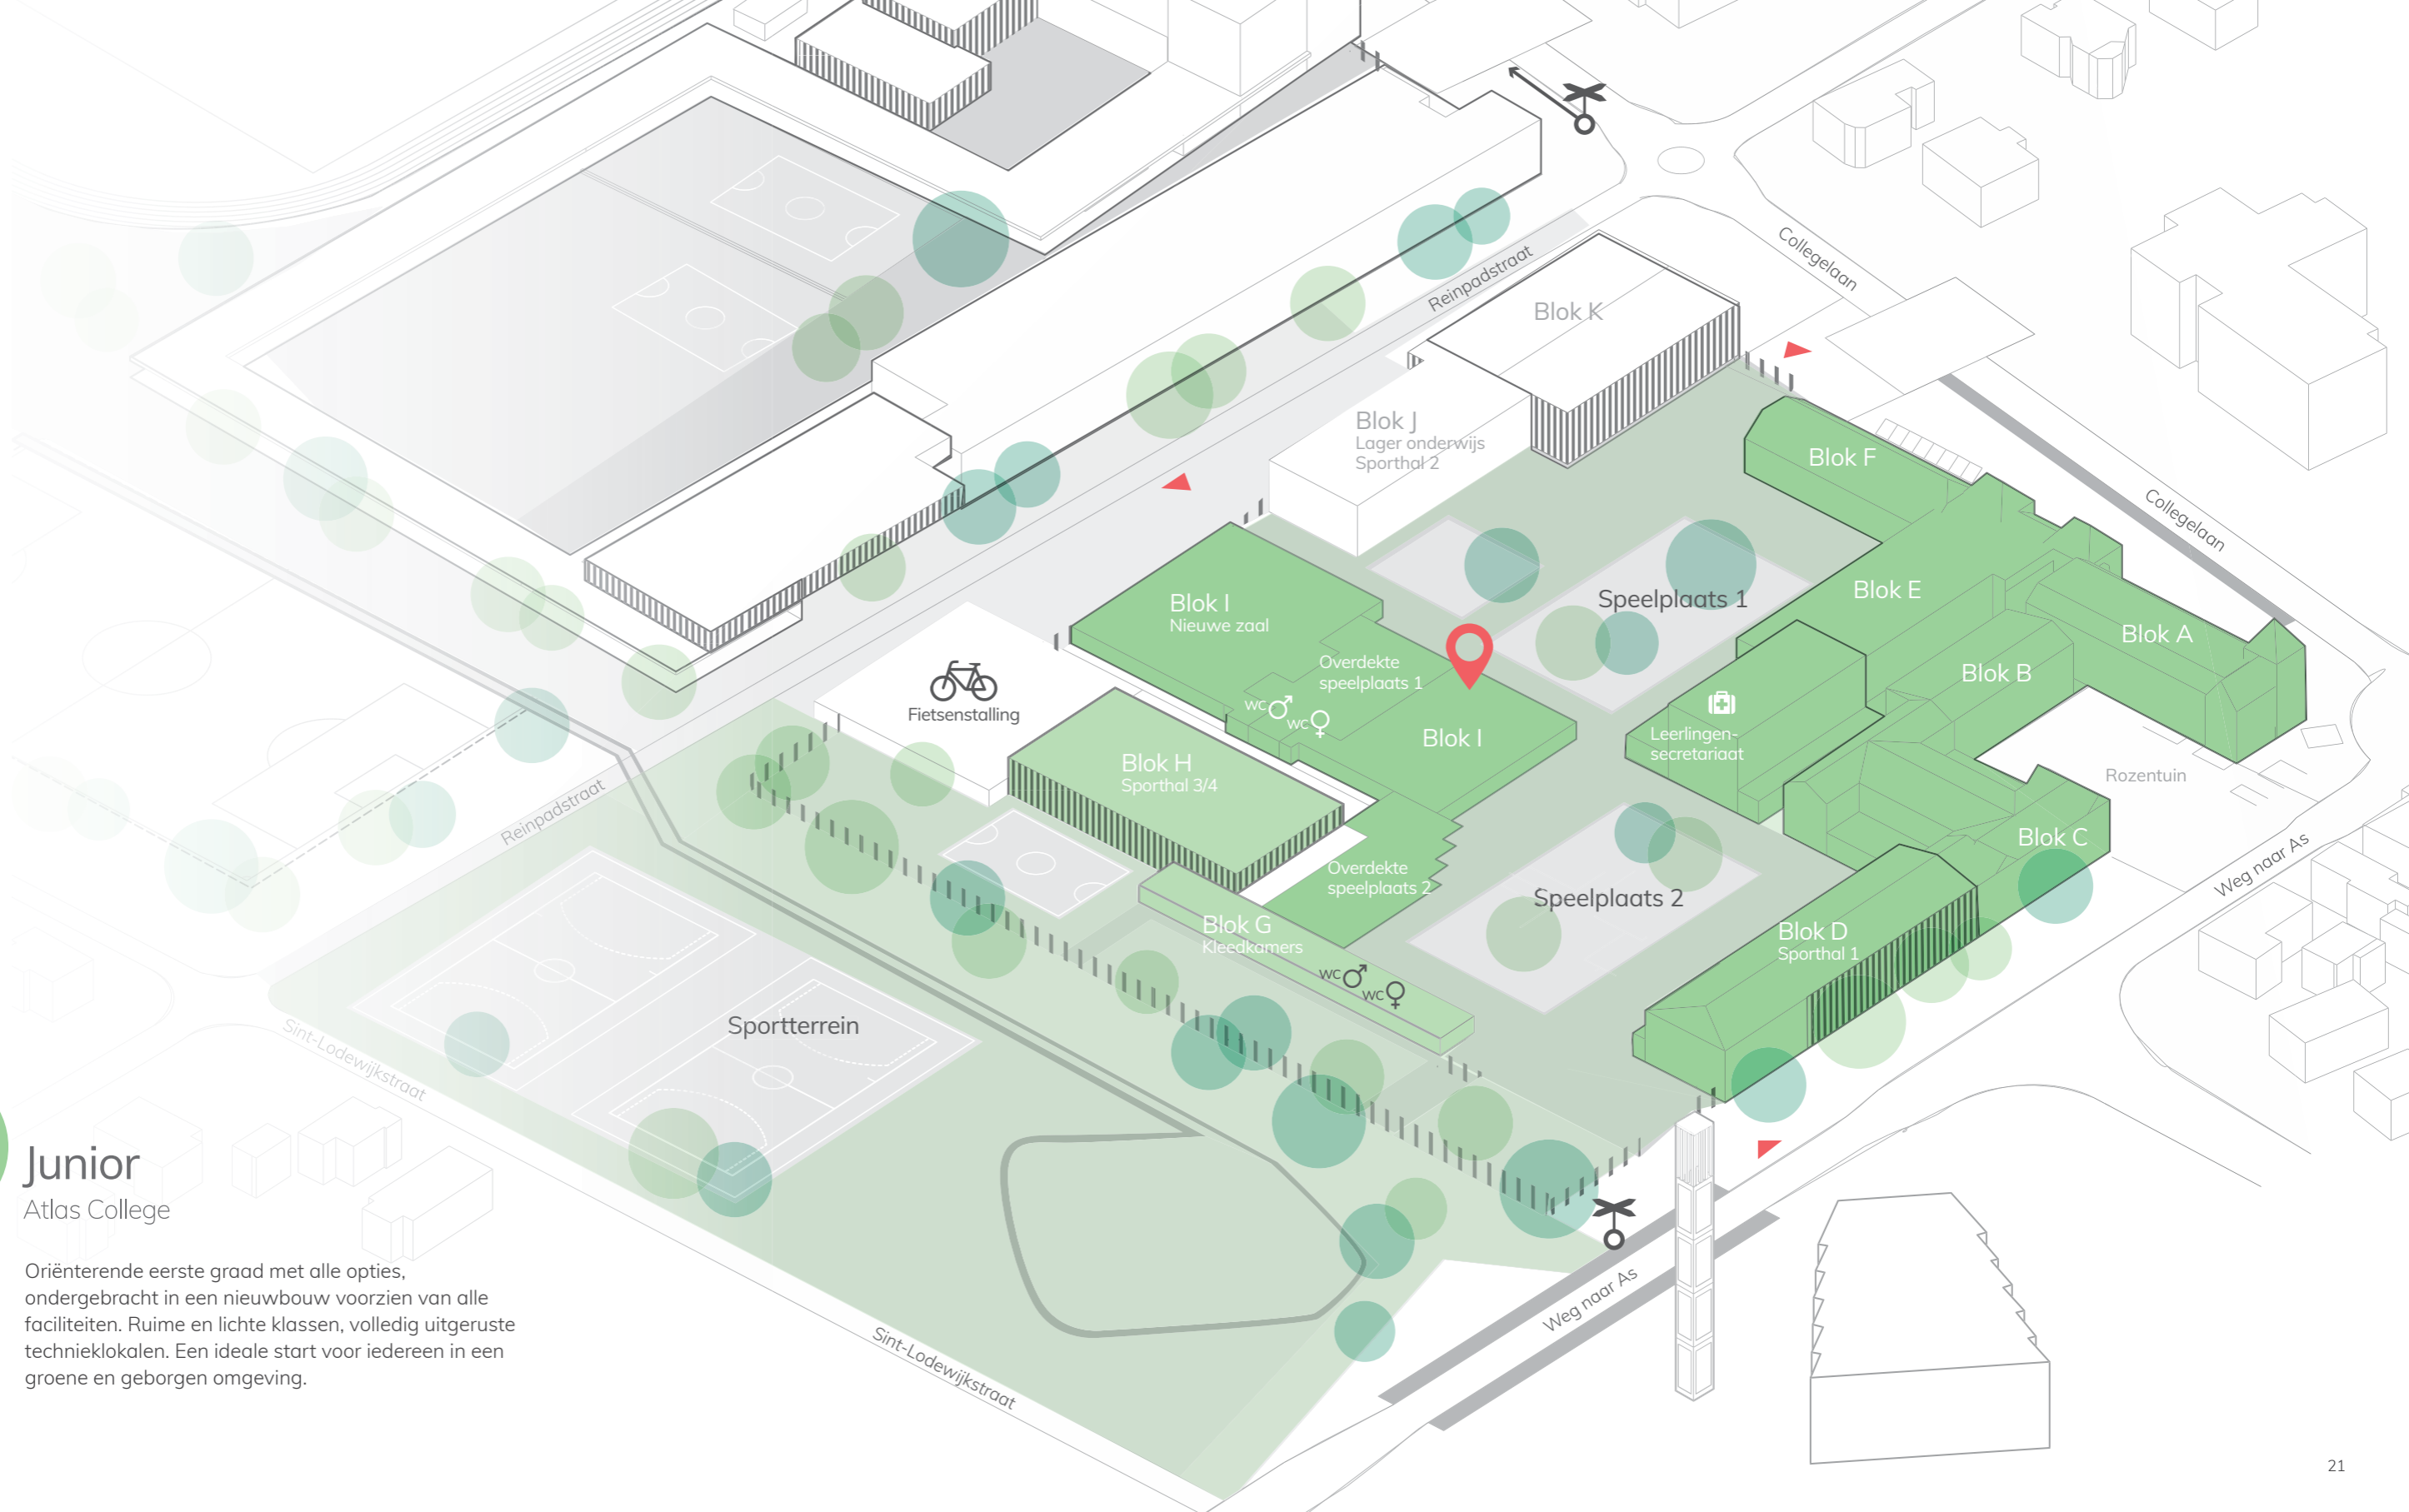 Collegelaan
Reinpadstraat
Blok K
Blok J
Lager onderwijs
Sporthal 2
Blok F
Collegelaan
Blok I
Nieuwe zaal
Speelplaats 1
Blok E
Blok A
Overdekte
speelplaats 1
Blok B
WC
WC
Fietsenstalling
Blok I
Leerlingen-
secretariaat
Blok H
Sporthal 3/4
Rozentuin
Reinpadstraat
Blok C
Weg naar As
Overdekte
speelplaats 2
Speelplaats 2
Blok G
Kleedkamers
Blok D
Sporthal 1
WC
WC
Sportterrein
Sint-Lodewijkstraat
Weg naar As
Sint-Lodewijkstraat
Junior
Atlas College
Oriënterende eerste graad met alle opties,
ondergebracht in een nieuwbouw voorzien van alle
faciliteiten. Ruime en lichte klassen, volledig uitgeruste
technieklokalen. Een ideale start voor iedereen in een
groene en geborgen omgeving.
21